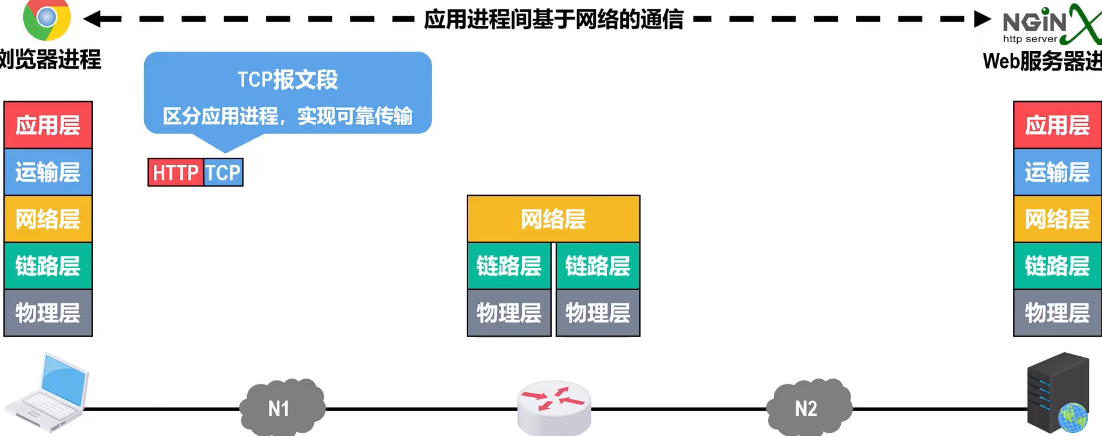 应用进程间基于网络的通信
NGINX
http server
浏览器进程
Web服务器进
TCP报文段
区分应用进程，实现可靠传输
HTTP TCP
应用层
运输层
网络层
链路层
物理层
网络层
链路层 链路层
物理层 物理层
应用层
运输层
网络层
链路层
物理层
N1
N2